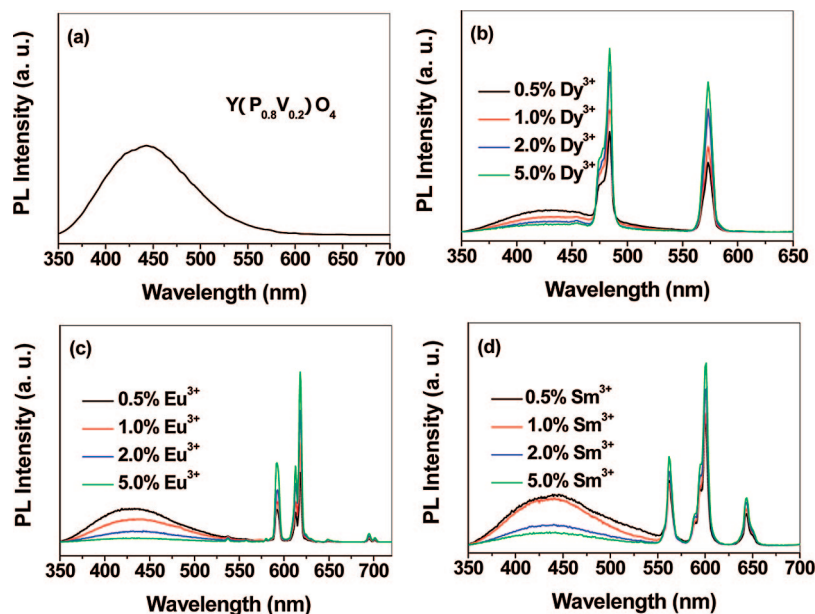 (a)
Y(P0.8V0.2)O4
PL Intensity (a. u.)
350 400 450 500 550 600 650 700
Wavelength (nm)
(b)
0.5% Dy3+
1.0% Dy3+
2.0% Dy3+
5.0% Dy3+
PL Intensity (a. u.)
350 400 450 500 550 600 650
Wavelength (nm)
(c)
0.5% Eu3+
1.0% Eu3+
2.0% Eu3+
5.0% Eu3+
PL Intensity (a. u.)
350 400 450 500 550 600 650 700
Wavelength (nm)
(d)
0.5% Sm3+
1.0% Sm3+
2.0% Sm3+
5.0% Sm3+
PL Intensity (a. u.)
350 400 450 500 550 600 650 700
Wavelength (nm)